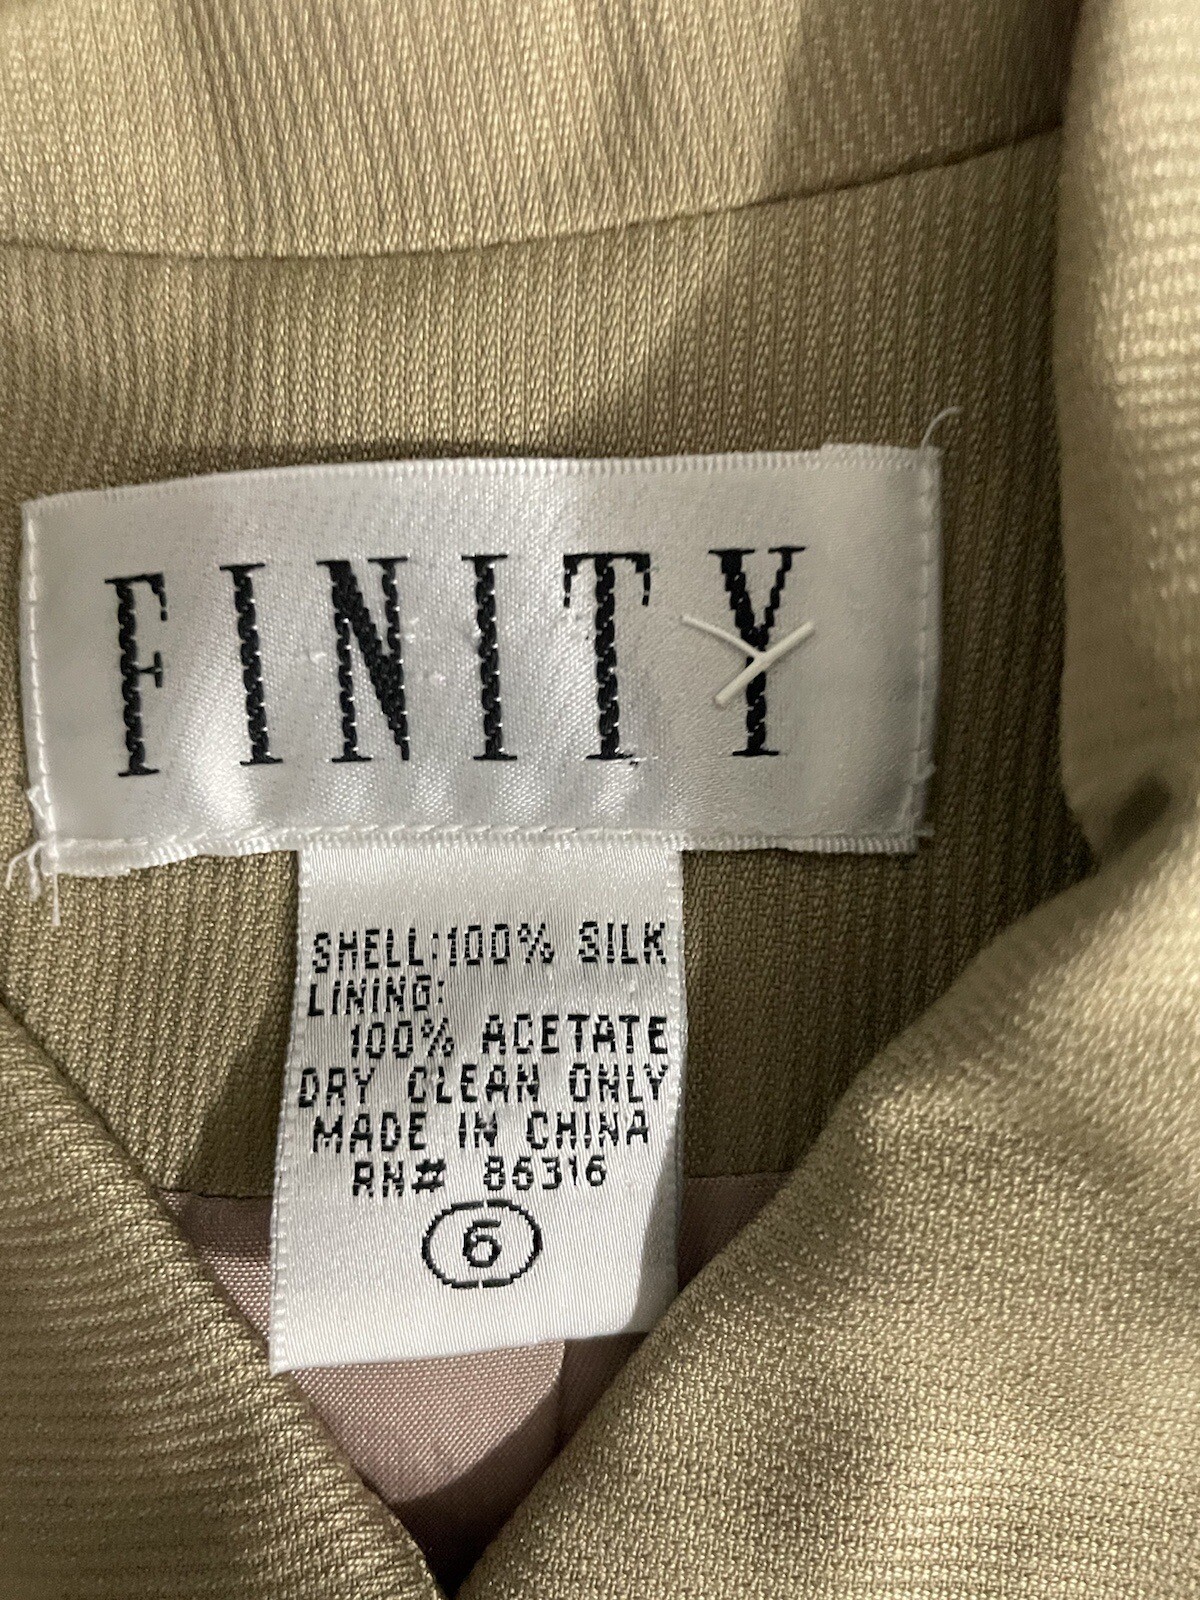 FINITY
SHELL:100% SILK
LINING:
100% ACETATE
DRY CLEAN ONLY
MADE IN CHINA
RN# 86316
6